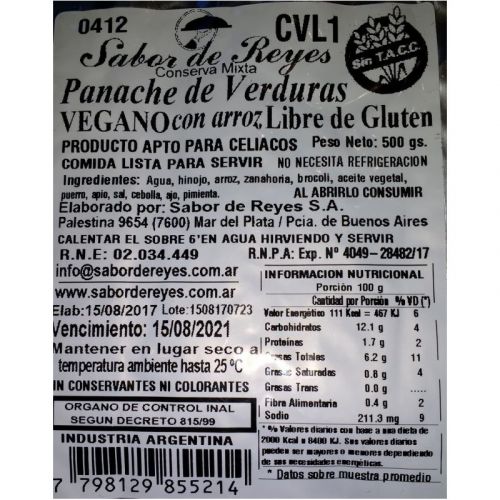 0412
CVL1
Sabor de Reyes
Sin T.A.C.C.
Conserva Mixta
Panache de Verduras
VEGANO con arroz Libre de Gluten
PRODUCTO APTO PARA CELIACOS Peso Neto: 500 gs.
COMIDA LISTA PARA SERVIR NO NECESITA REFRIGERACION
Ingredientes: Agua, hinojo, arroz, zanahoria, brocoli, aceite vegetal,
puerro, apio, sal, cebolla, ajo, pimienta. AL ABRIRLO CONSUMIR
Elaborado por: Sabor de Reyes S.A.
Palestina 9654 (7600) Mar del Plata / Pcia. de Buenos Aires
CALENTAR EL SOBRE 6'EN AGUA HIRVIENDO Y SERVIR
R.N.E: 02.034.449 R.N.P.A: Exp. Nº 4049-28482/17
info@sabordereyes.com.ar
www.sabordereyes.com.ar
Elab:15/08/2017 Lote:1508170723
Vencimiento: 15/08/2021
Mantener en lugar seco al
temperatura ambiente hasta 25 ºC
SIN CONSERVANTES NI COLORANTES
ORGANO DE CONTROL INAL
SEGUN DECRETO 815/99
INDUSTRIA ARGENTINA
7 798129 855214
INFORMACION NUTRICIONAL
Porción 100 g
Cantidad por Porción % VD (*)
Valor Energético 111 Kcal = 467 KJ 6
Carbohidratos 12.1 g 4
Proteínas 1.7 g 2
Grasas Totales 6.2 g 11
Grasas Saturadas 0.8 g 4
Grasas Trans 0.0 g ....
Fibra Alimentaria 0.4 g 2
Sodio 211.3 mg 9
*% Valores diarios con base a una dieta de
2000 Kcal = 8400 KJ. Sus valores diarios
pueden ser mayores o menores dependiendo
de sus necesidades energéticas.
* Datos sobre muestra promedio